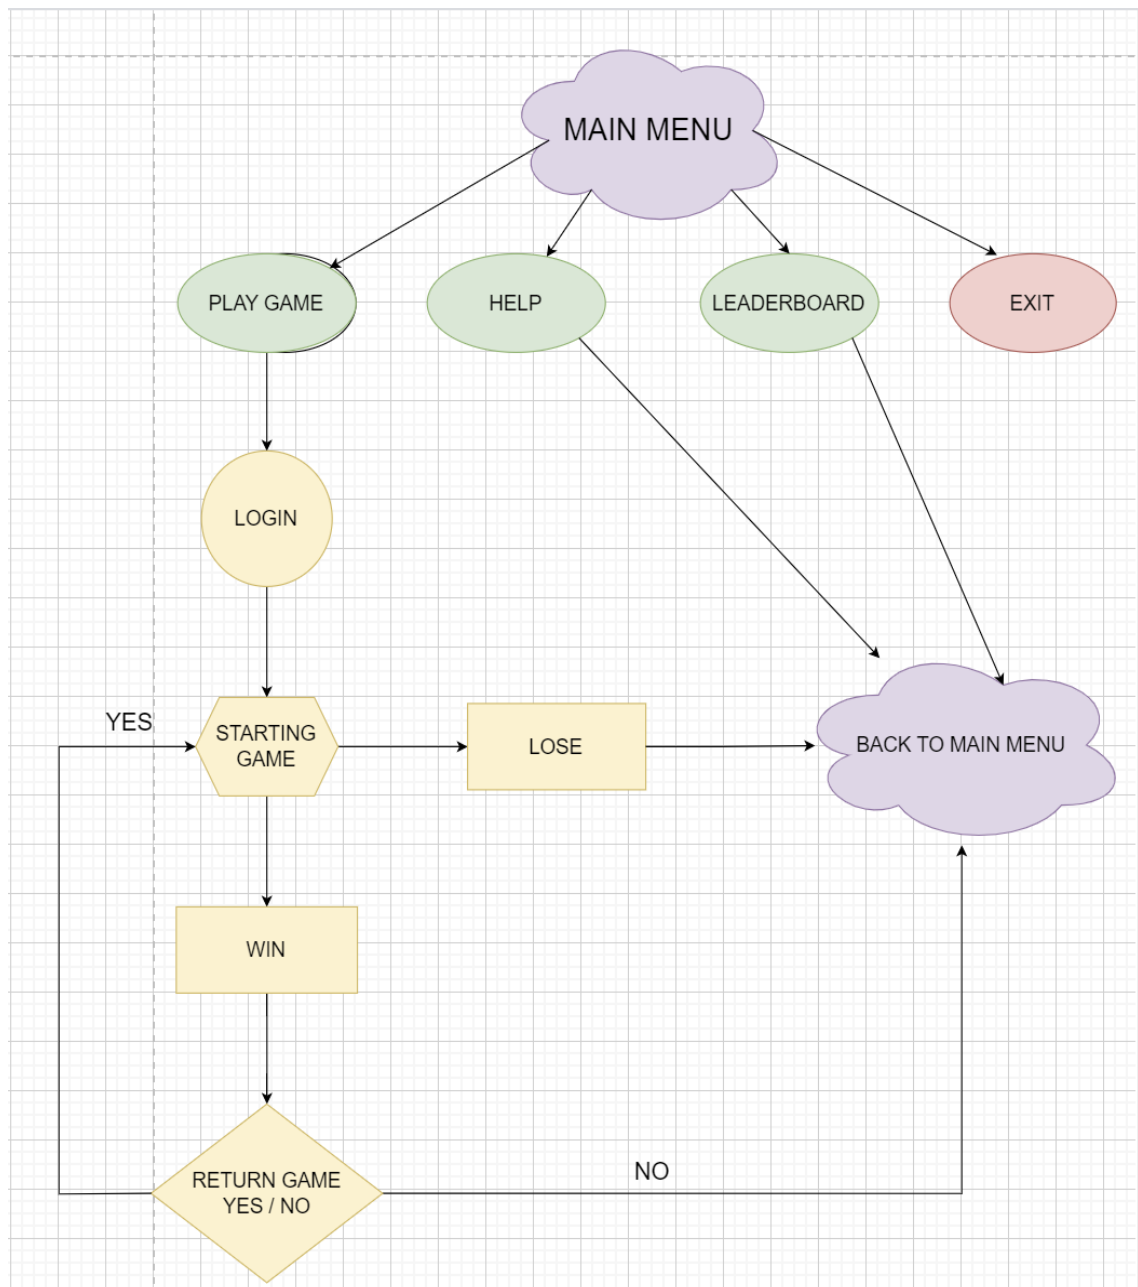 MAIN MENU
PLAY GAME
HELP
LEADERBOARD
EXIT
LOGIN
YES
STARTING
GAME
LOSE
BACK TO MAIN MENU
WIN
RETURN GAME
YES / NO
NO